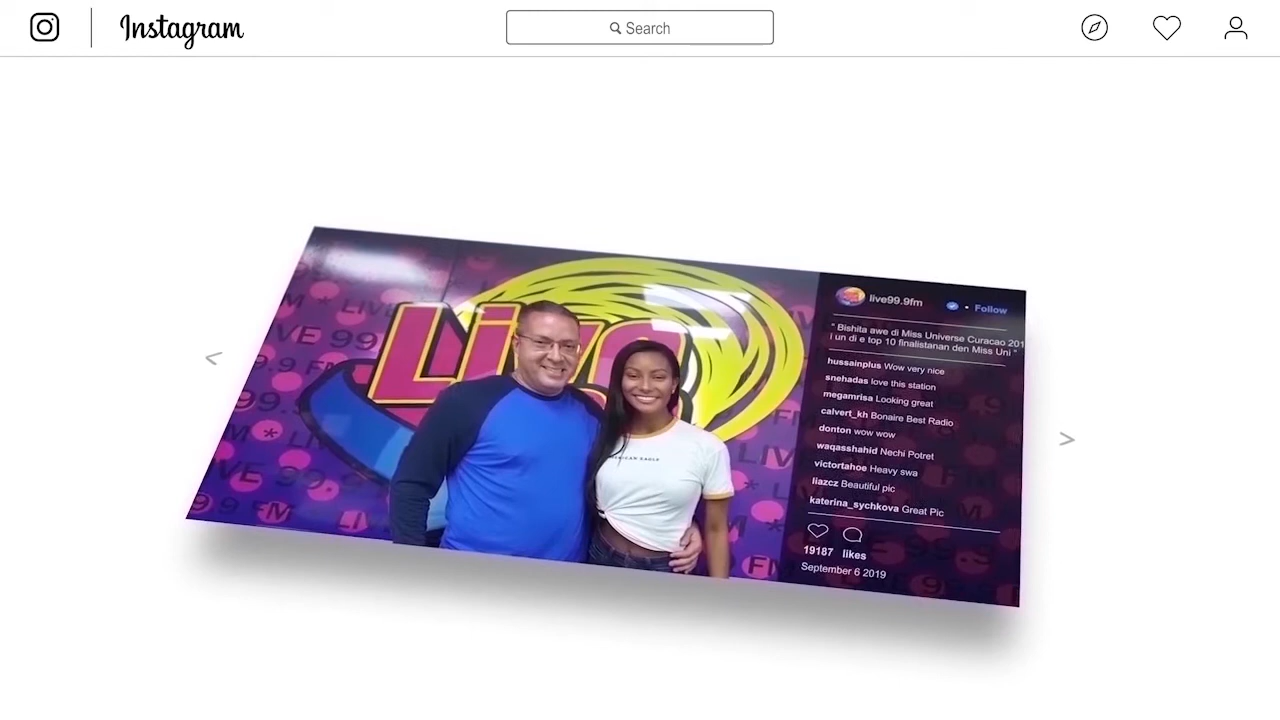 Instagram
Search
Live
live99.9fm • Follow
" Bishita awe di Miss Universe Curacao 201
i un di e top 10 finalistanan den Miss Uni "
hussainplus Wow very nice
snehadas love this station
megamrisa Looking great
calvert_kh Bonaire Best Radio
donton wow wow
waqasshahid Nechi Potret
victortahoe Heavy swa
liazcz Beautiful pic
katerina_sychkova Great Pic
19187 likes
September 6 2019